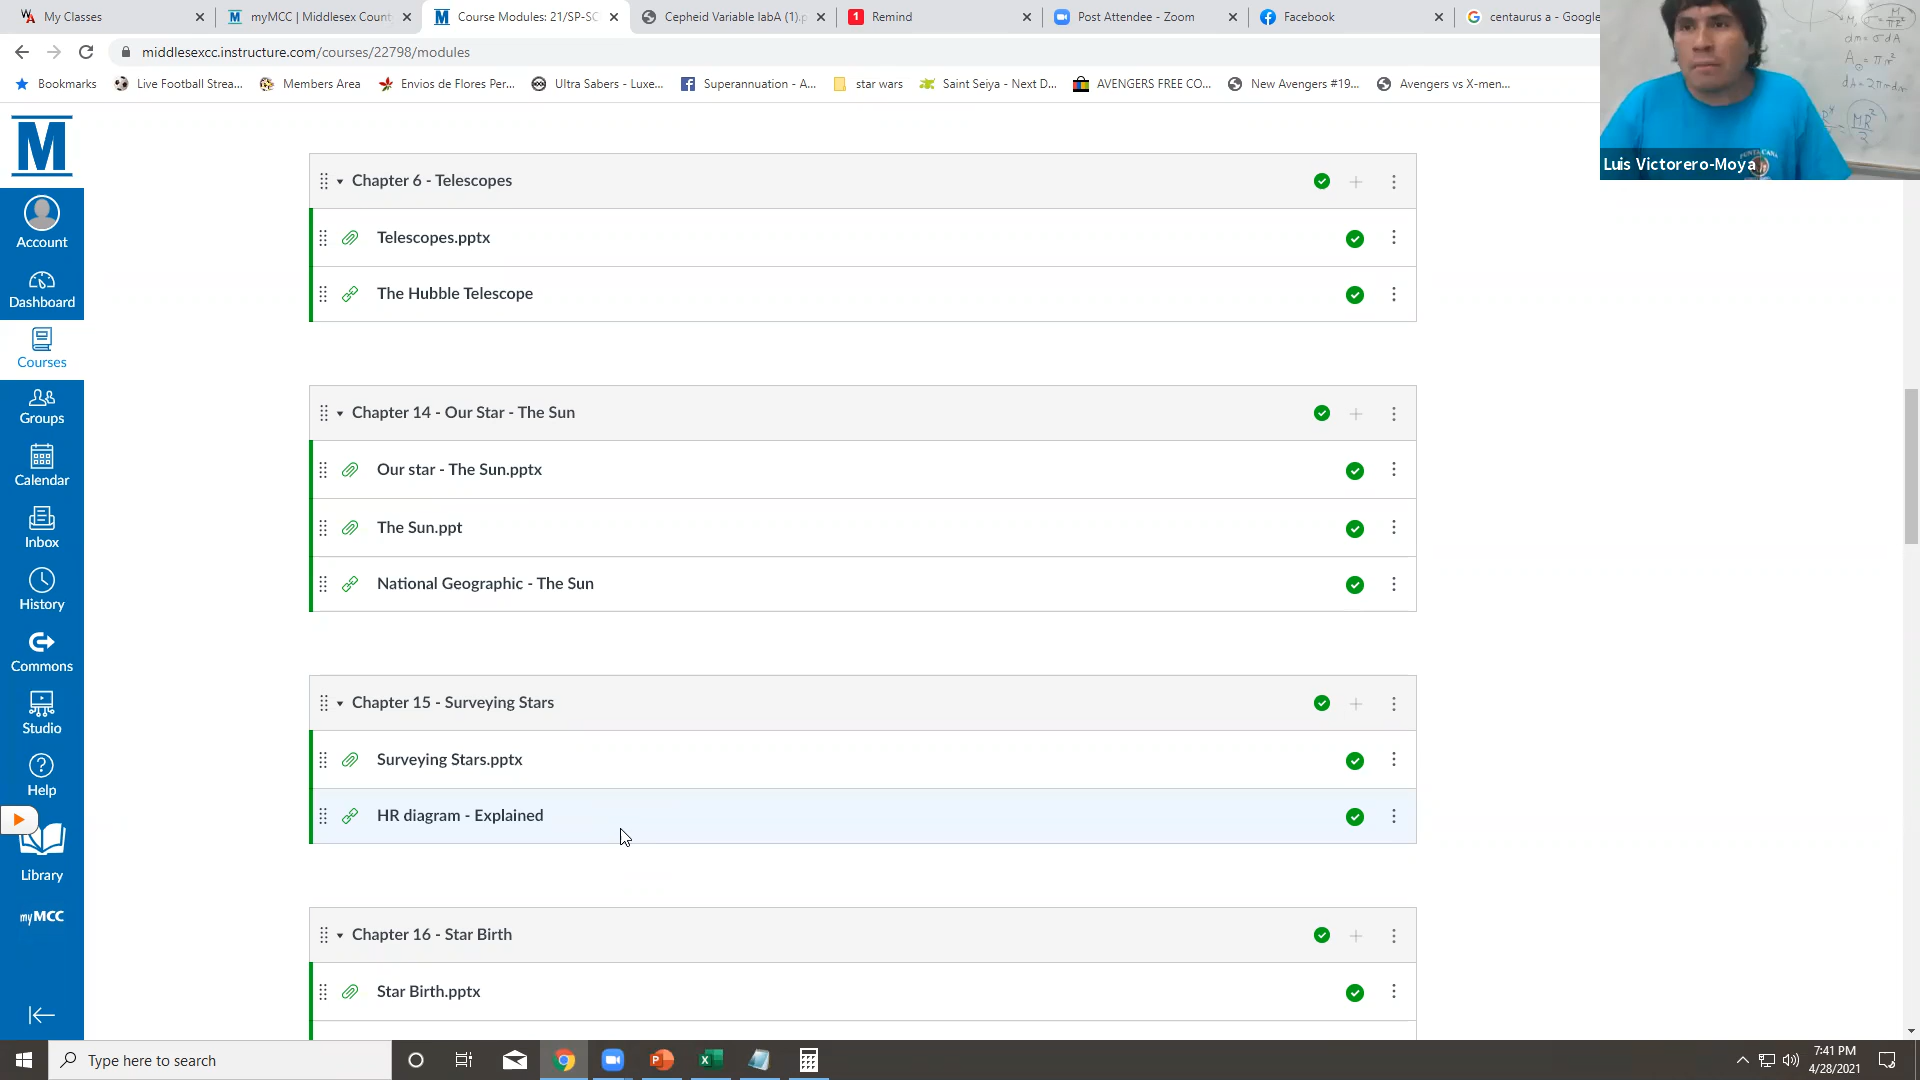 My Classes
myMCC | Middlesex Count
Course Modules: 21/SP-SC
Cepheid Variable labA (1).p
Remind
Post Attendee - Zoom
Facebook
centaurus a - Google
middlesexcc.instructure.com/courses/22798/modules
Bookmarks
Live Football Strea...
Members Area
Envios de Flores Per...
Ultra Sabers - Luxe...
Superannuation - A...
star wars
Saint Seiya - Next D...
AVENGERS FREE CO...
New Avengers #19...
Avengers vs X-men...
Luis Victorero-Moya
M
Account
Dashboard
Courses
Groups
Calendar
Inbox
History
Commons
Studio
Help
Library
myMCC
Chapter 6 - Telescopes
Telescopes.pptx
The Hubble Telescope
Chapter 14 - Our Star - The Sun
Our star - The Sun.pptx
The Sun.ppt
National Geographic - The Sun
Chapter 15 - Surveying Stars
Surveying Stars.pptx
HR diagram - Explained
Chapter 16 - Star Birth
Star Birth.pptx
Type here to search
7:41 PM
4/28/2021